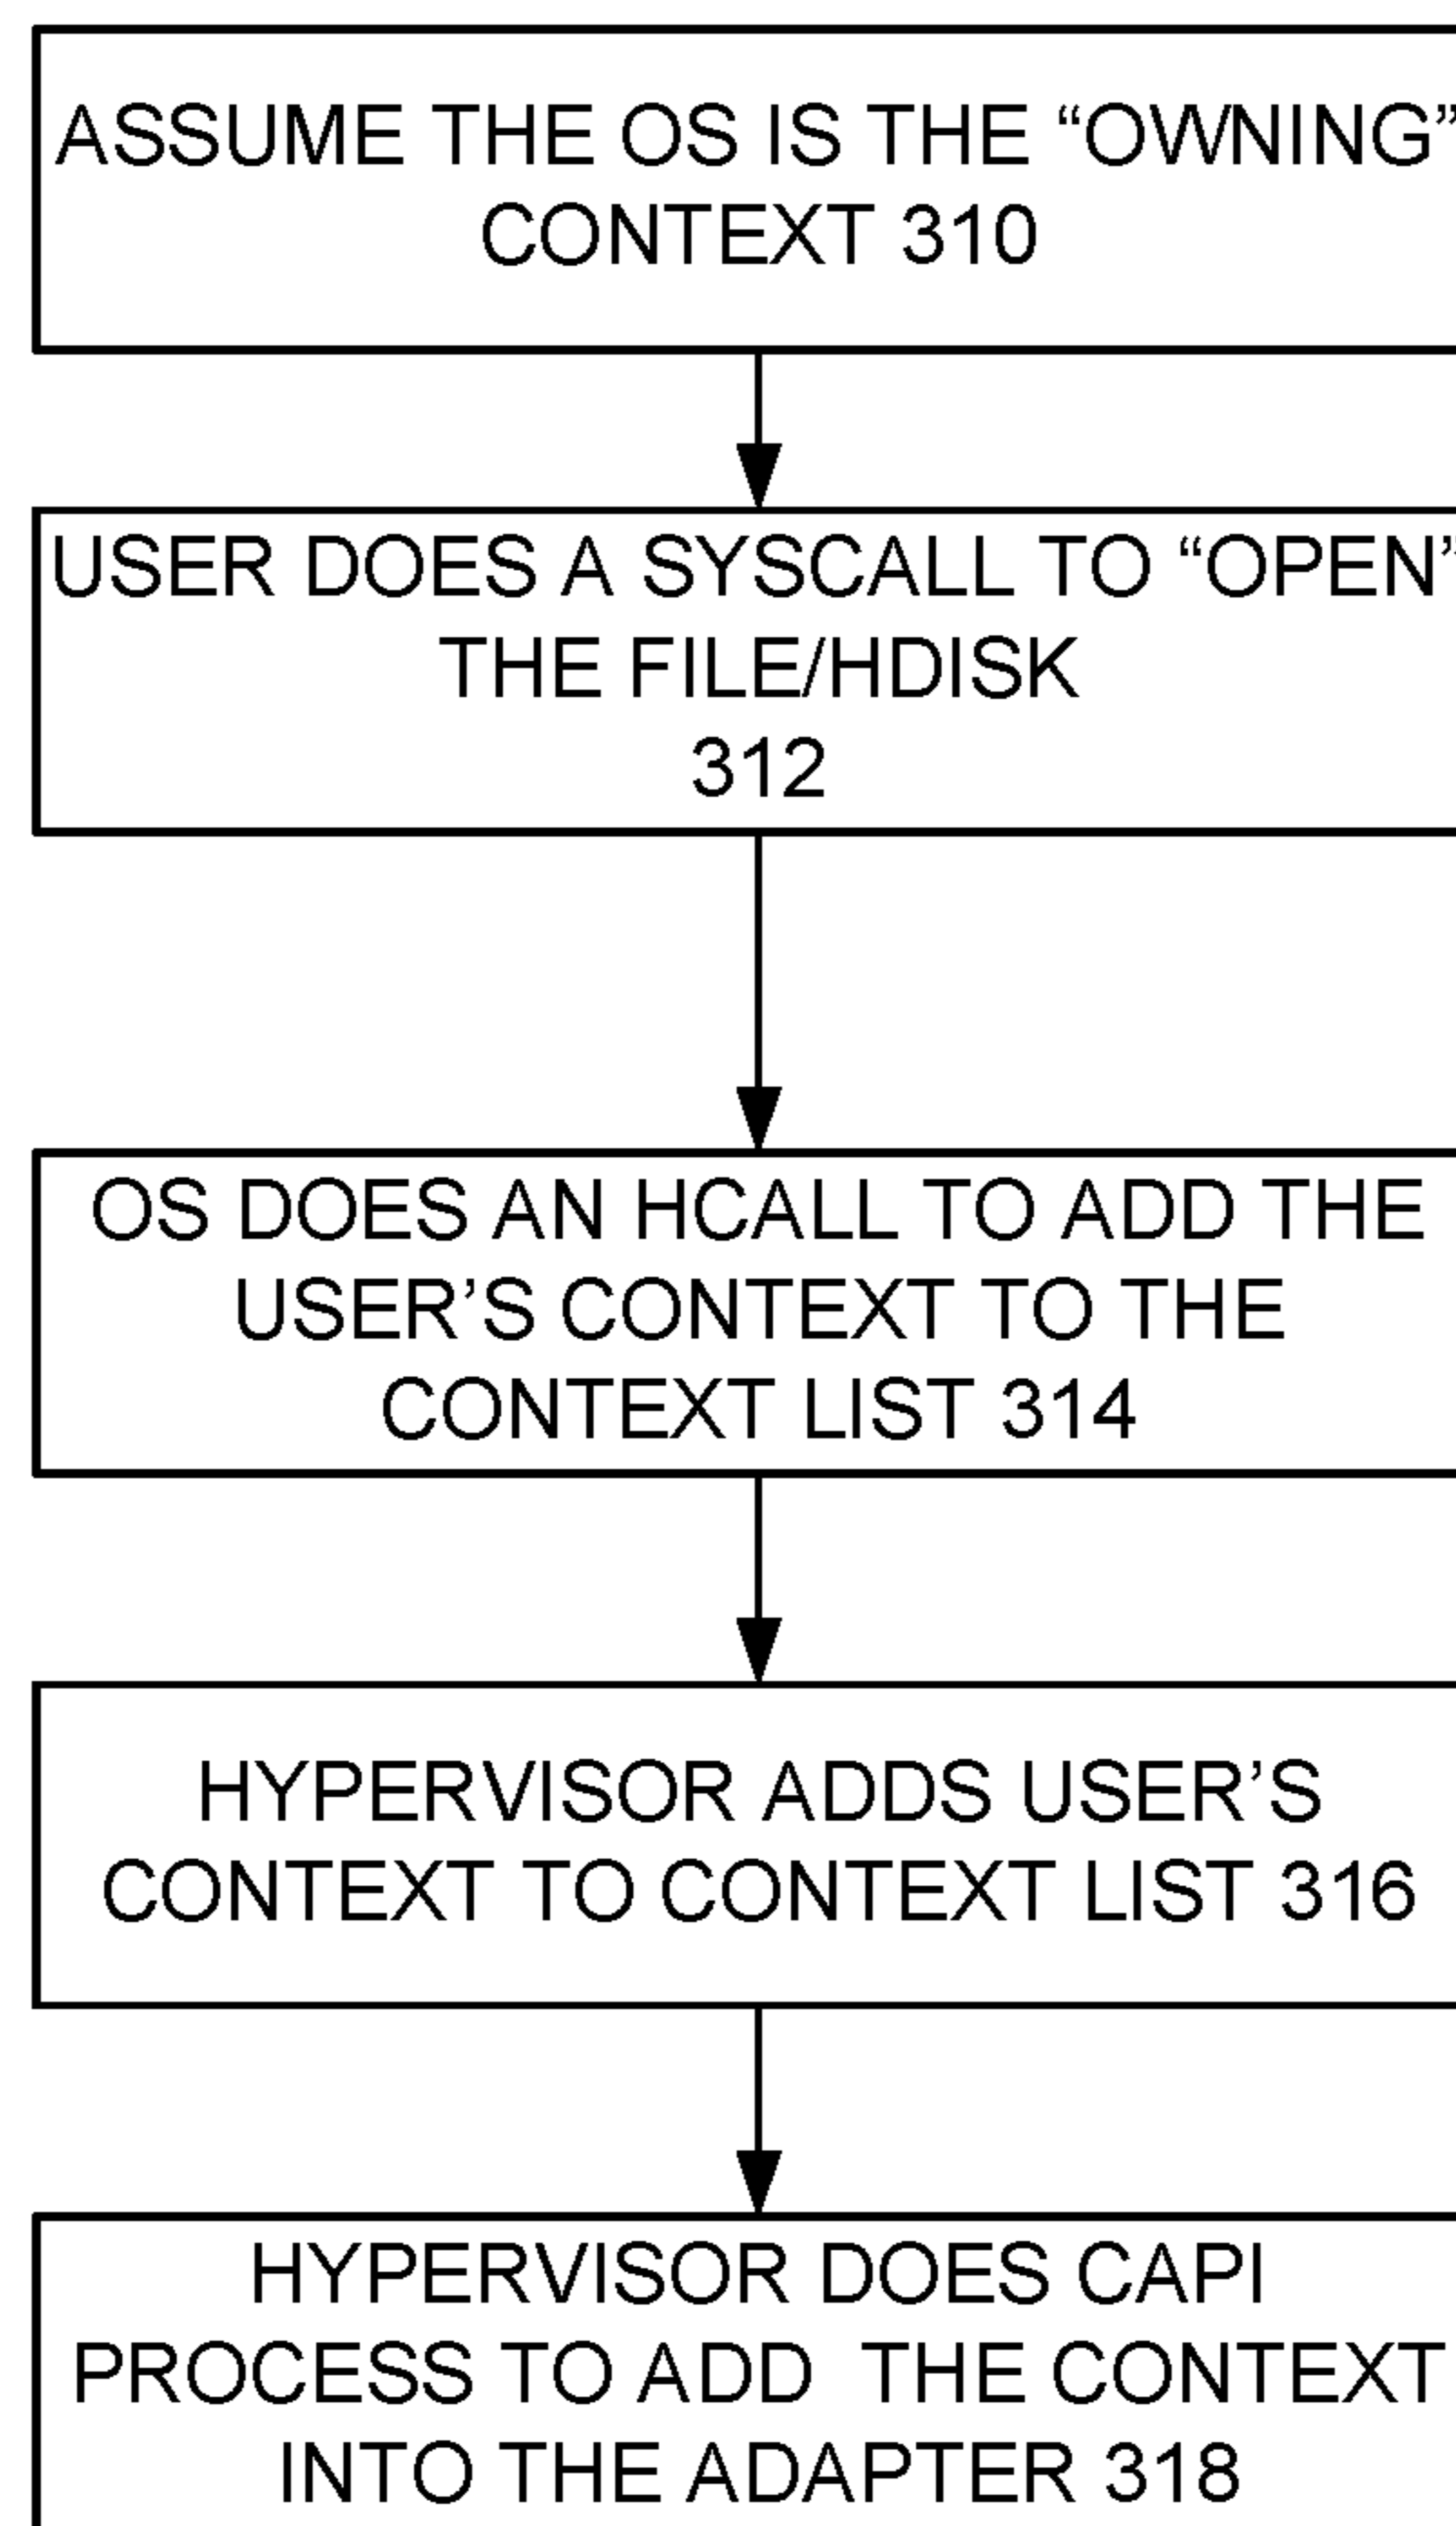 ASSUME THE OS IS THE “OWNING”
CONTEXT 310
USER DOES A SYSCALL TO “OPEN”
THE FILE/HDISK
312
OS DOES AN HCALL TO ADD THE
USER’S CONTEXT TO THE
CONTEXT LIST 314
HYPERVISOR ADDS USER’S
CONTEXT TO CONTEXT LIST 316
HYPERVISOR DOES CAPI
PROCESS TO ADD THE CONTEXT
INTO THE ADAPTER 318